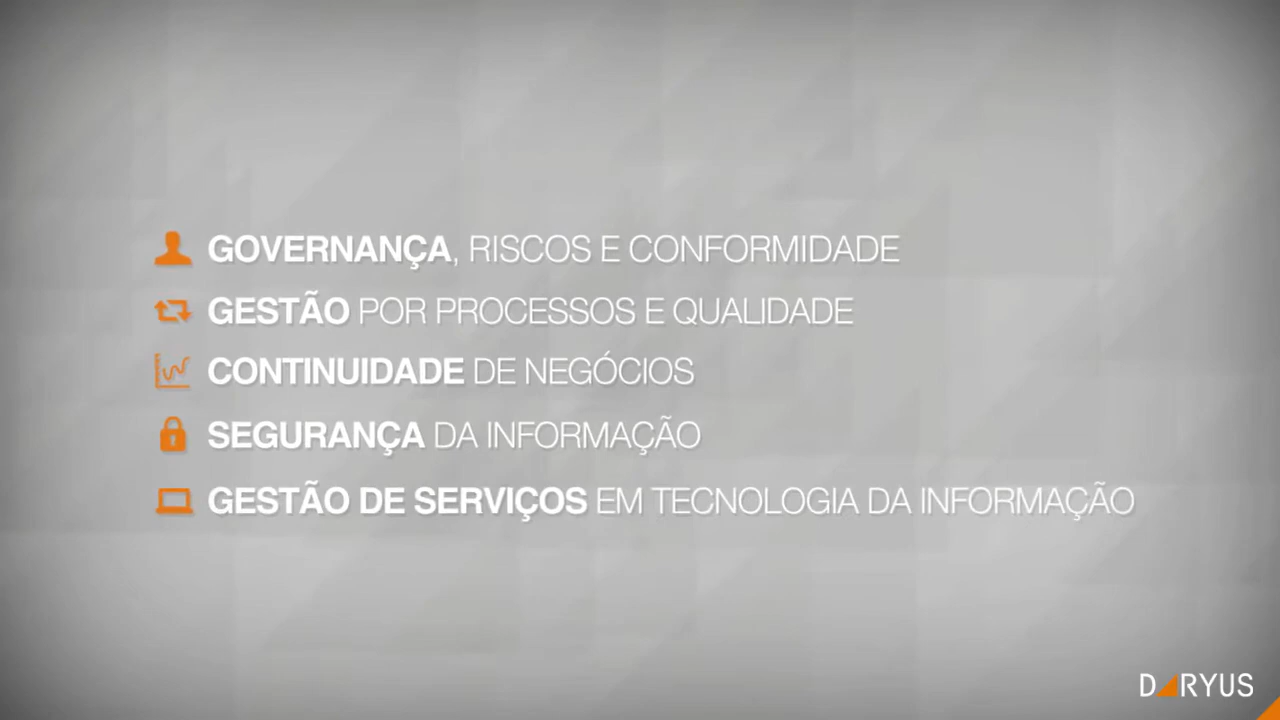 GOVERNANÇA, RISCOS E CONFORMIDADE
GESTÃO POR PROCESSOS E QUALIDADE
CONTINUIDADE DE NEGÓCIOS
SEGURANÇA DA INFORMAÇÃO
GESTÃO DE SERVIÇOS EM TECNOLOGIA DA INFORMAÇÃO
DARYUS